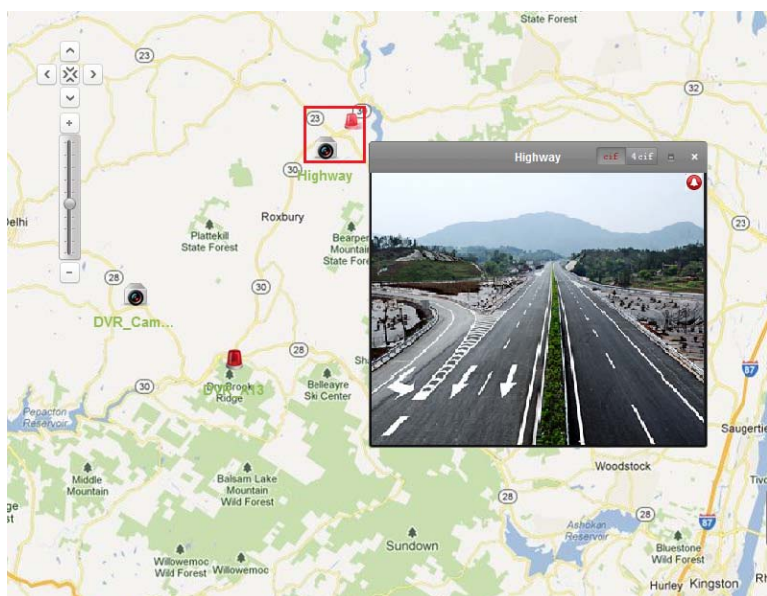 State Forest
23
32
23
30
Highway
Highway
cif
4cif
30
23
Delhi
Roxbury
Plattekill
State Forest
Bearpen
Mountain
State Fore
28
30
DVR_Cam...
28
87
Dry Brook
Ridge
Belleayre
Ski Center
30
Pepacton
Reservoir
Saugertie
Woodstock
Middle
Mountain
Balsam Lake
Mountain
Wild Forest
28
28
87
Ashokan
Reservoir
Sundown
Willowemoc
Wild Forest
Willowemoc
Bluestone
Wild Forest
Hurley
Kingston
Rh